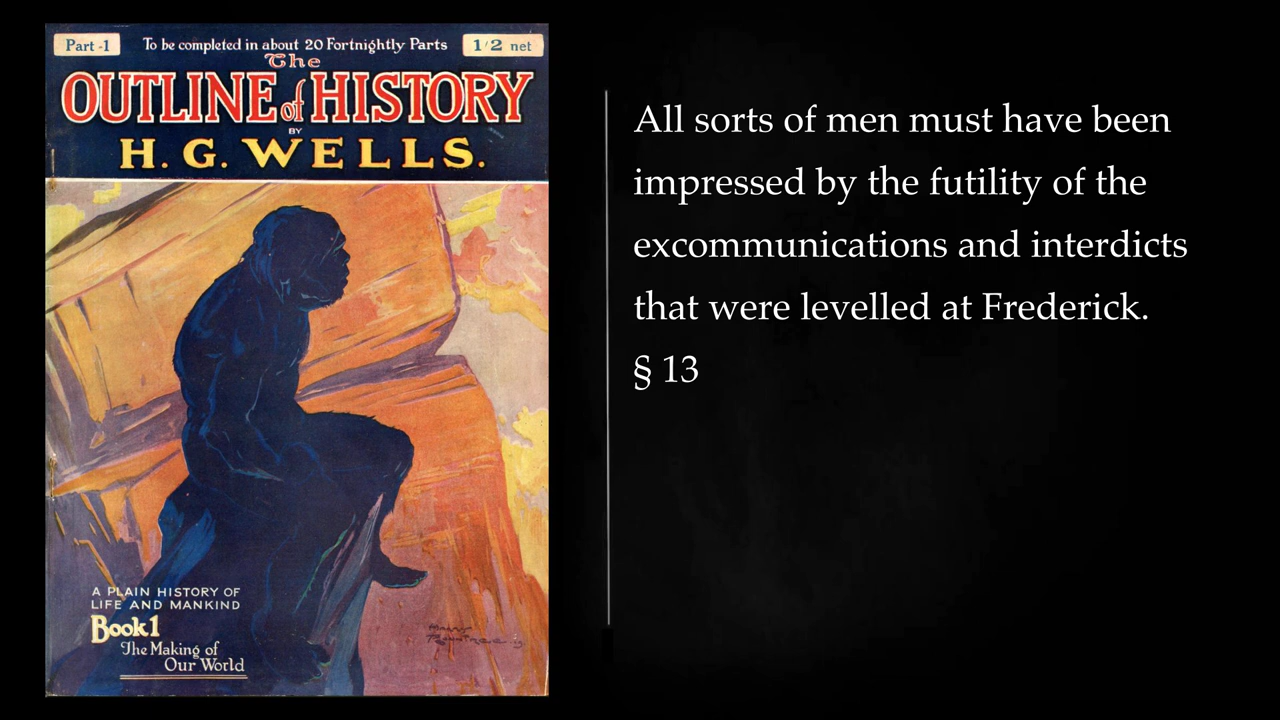 Part -1
To be completed in about 20 Fortnightly Parts
1/2 net
The
OUTLINE of HISTORY
BY
H. G. WELLS.
A PLAIN HISTORY OF
LIFE AND MANKIND
Book 1
The Making of
Our World
All sorts of men must have been
impressed by the futility of the
excommunications and interdicts
that were levelled at Frederick.
§ 13